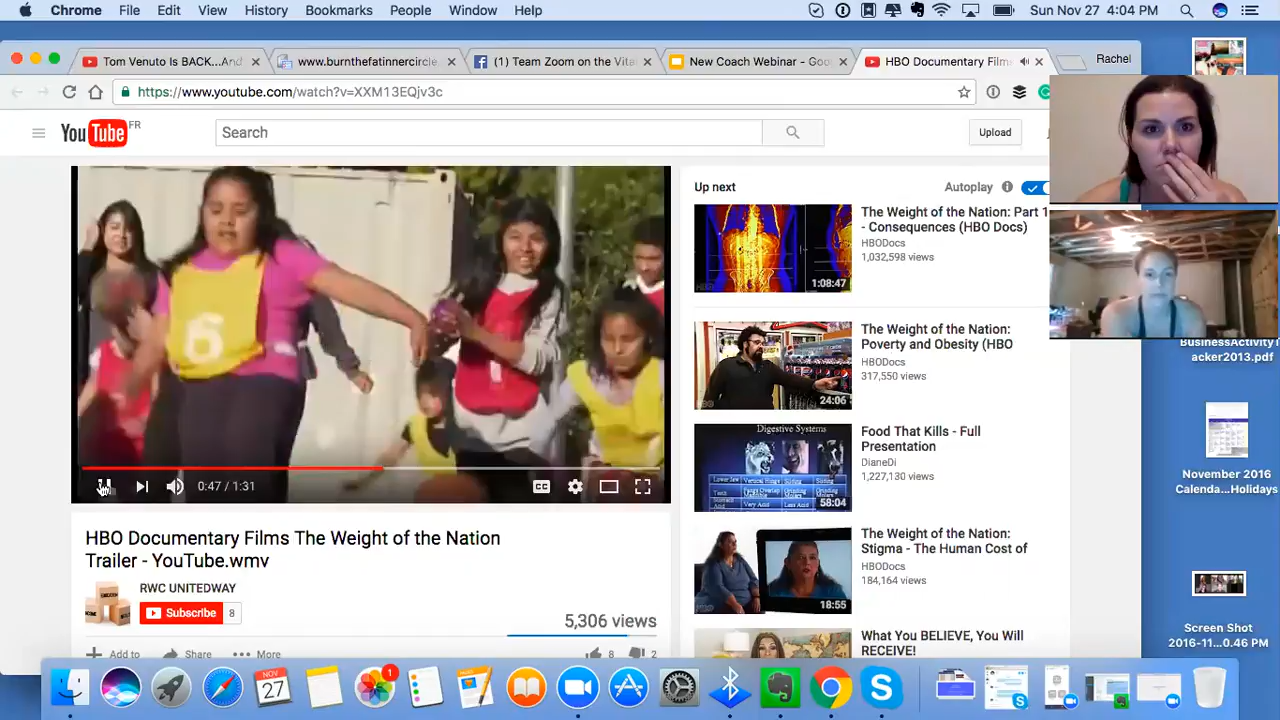 Chrome File Edit View History Bookmarks People Window Help Sun Nov 27 4:04 PM
Tom Venuto Is BACK...And
www.burnthefatinnercircle
(1) Team Zoom on the Vita
New Coach Webinar - Goo
HBO Documentary Films
Rachel
https://www.youtube.com/watch?v=XXM13EQjv3c
YouTube FR
Search
Upload
Up next
Autoplay
The Weight of the Nation: Part 1
- Consequences (HBO Docs)
HBODocs
1,032,598 views
1:08:47
The Weight of the Nation:
Poverty and Obesity (HBO
HBODocs
317,550 views
24:06
Digestive Systems
Food That Kills - Full
Presentation
DianeDi
1,227,130 views
58:04
The Weight of the Nation:
Stigma - The Human Cost of
HBODocs
184,164 views
18:55
What You BELIEVE, You Will
RECEIVE!
6
1
0:47 / 1:31
CC
HBO Documentary Films The Weight of the Nation
Trailer - YouTube.wmv
RWC UNITEDWAY
Subscribe 8
5,306 views
Add to Share More 8 2
BusinessActivityT
acker2013.pdf
November 2016
Calenda...Holidays
Screen Shot
2016-11...0.46 PM
NOV
27
1